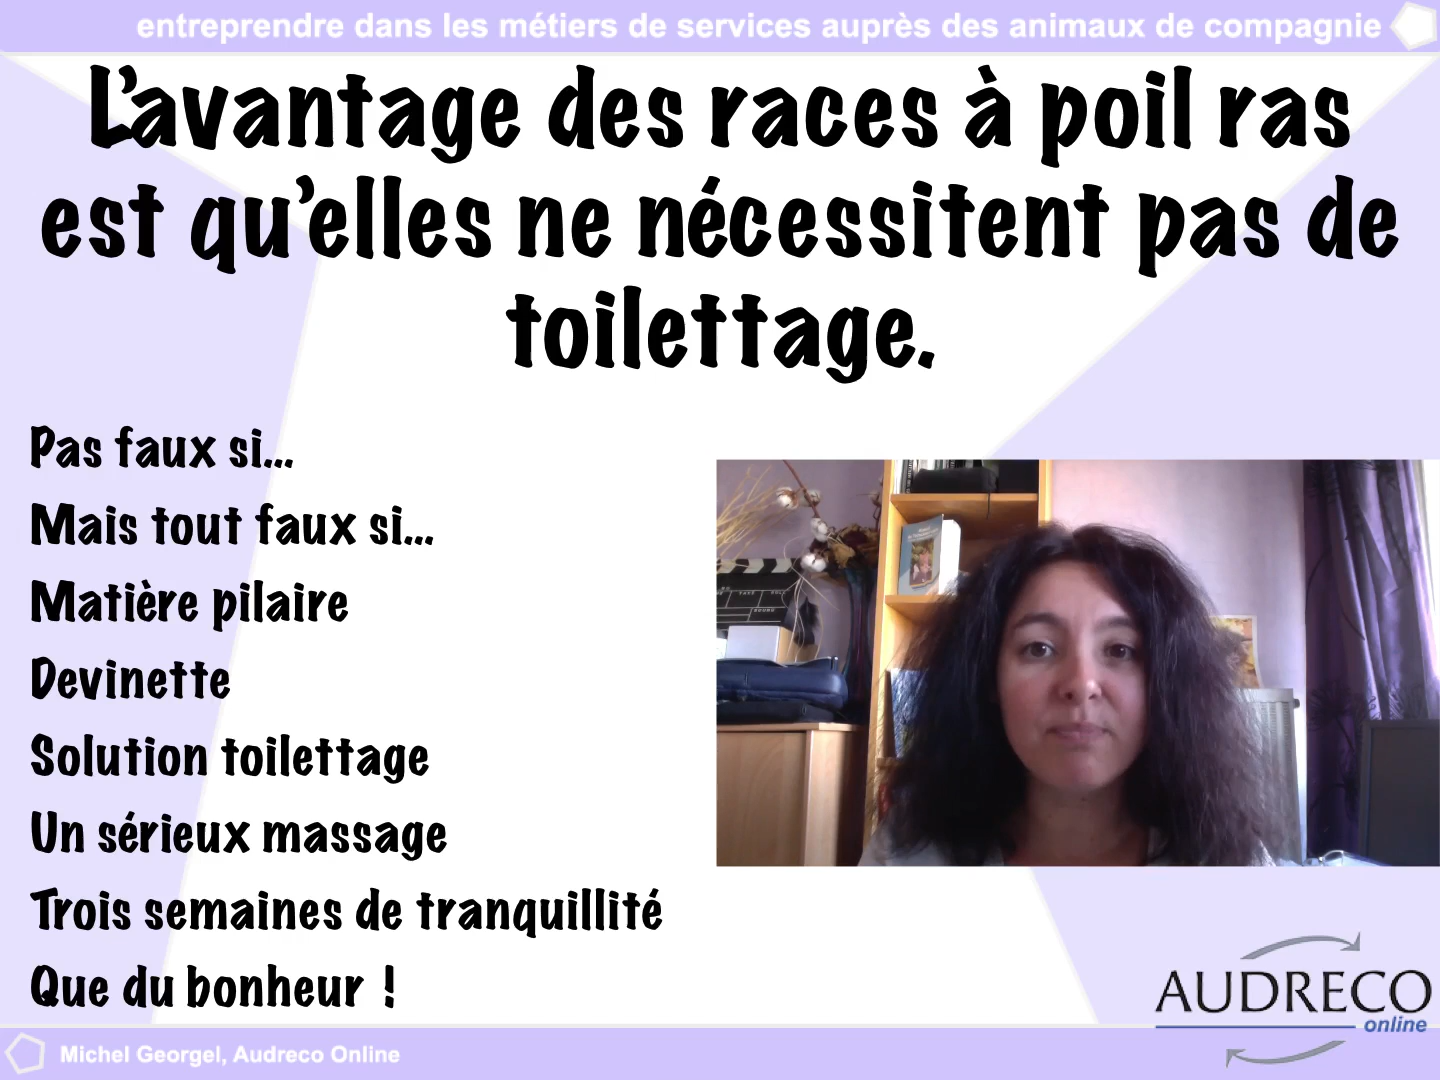 entreprendre dans les métiers de services auprès des animaux de compagnie
L'avantage des races à poil ras
est qu'elles ne nécessitent pas de
toilettage.
Pas faux si...
Mais tout faux si...
Matière pilaire
Devinette
Solution toilettage
Un sérieux massage
Trois semaines de tranquillité
Que du bonheur !
AUDRECO
online
Michel Georgel, Audreco Online